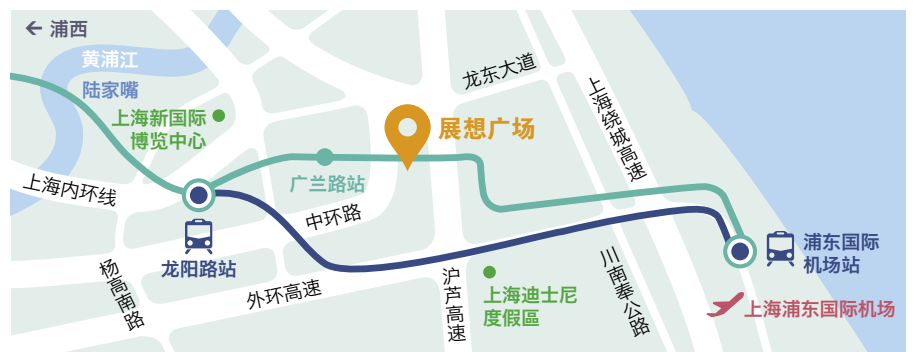 ← 浦西
黄浦江
陆家嘴
上海新国际
博览中心
龙东大道
上海绕城高速
展想广场
广兰路站
上海内环线
中环路
龙阳路站
杨高南路
外环高速
沪芦高速
上海迪士尼
度假區
川南奉公路
浦东国际
机场站
上海浦东国际机场